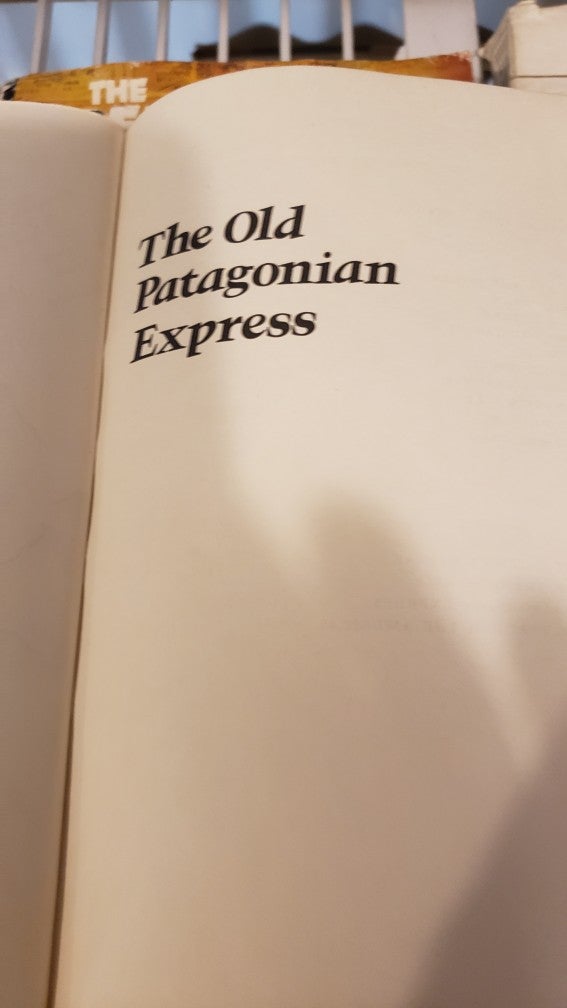 THE
The Old
Patagonian
Express